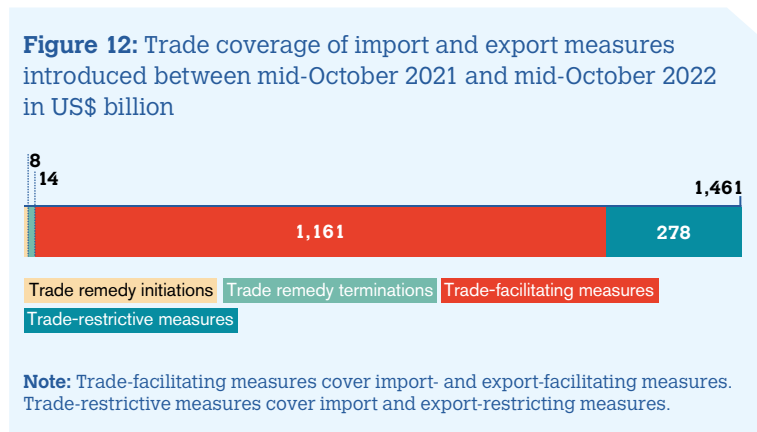 Figure 12: Trade coverage of import and export measures
introduced between mid-October 2021 and mid-October 2022
in US$ billion
8
14
1,461
1,161
278
Trade remedy initiations
Trade remedy terminations
Trade-facilitating measures
Trade-restrictive measures
Note: Trade-facilitating measures cover import- and export-facilitating measures.
Trade-restrictive measures cover import and export-restricting measures.